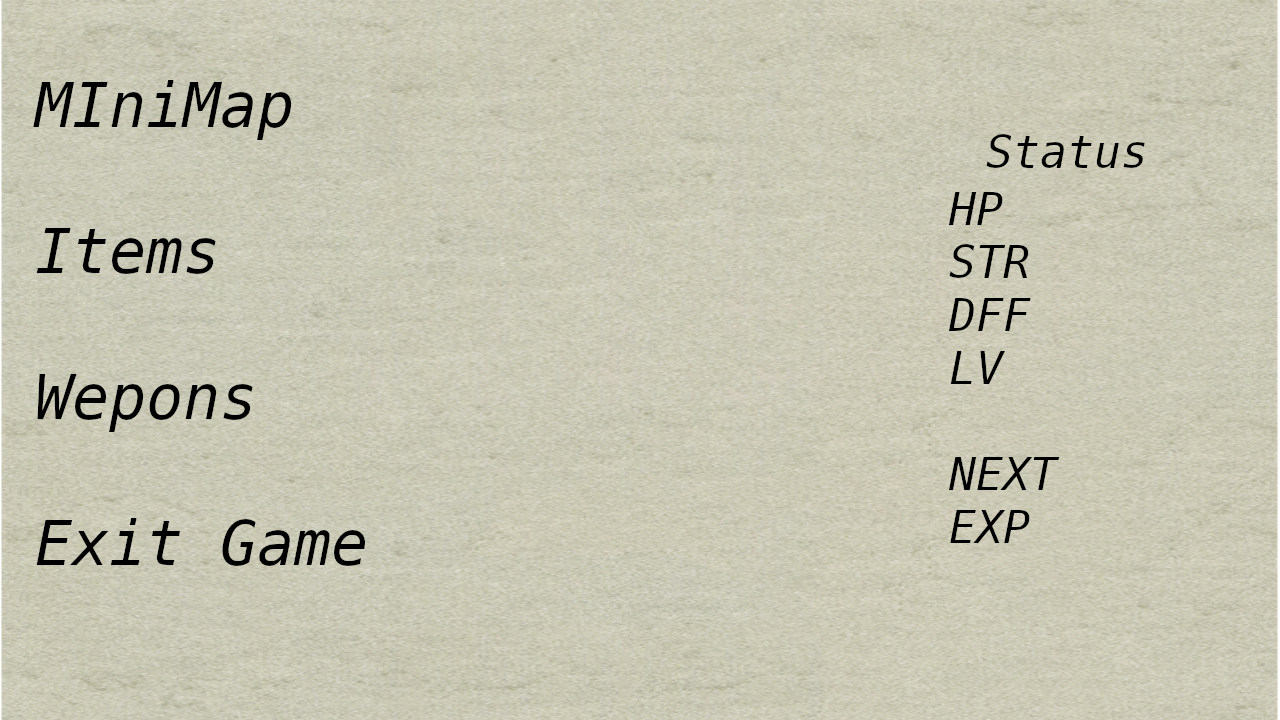 MIniMap
Items
Wepons
Exit Game
Status
HP
STR
DFF
LV
NEXT
EXP